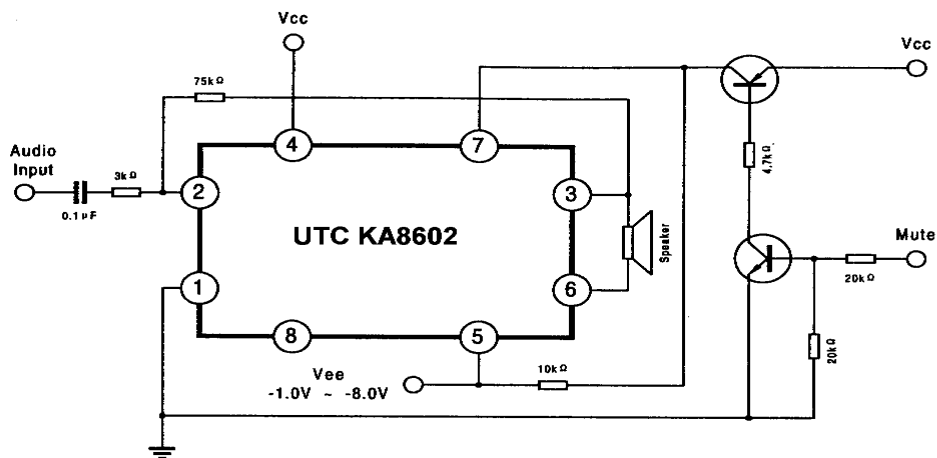 Vcc
Vcc
75kΩ
4
7
Audio
Input
3kΩ
0.1μF
2
3
4.7kΩ
UTC KA8602
Speaker
Mute
20kΩ
1
6
8
5
20kΩ
10kΩ
Vee
-1.0V ~ -8.0V